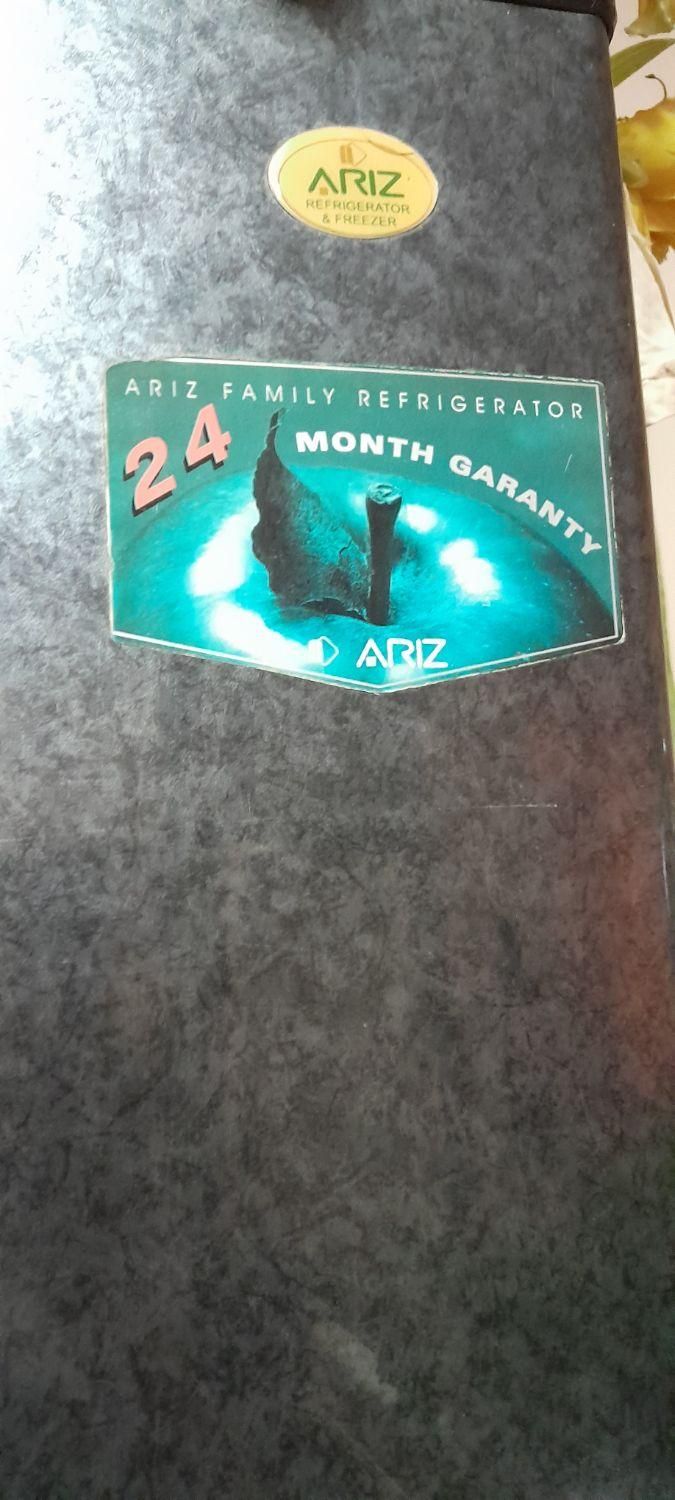 ARIZ
REFRIGERATOR
& FREEZER
ARIZ FAMILY REFRIGERATOR
24 MONTH GARANTY
ARIZ